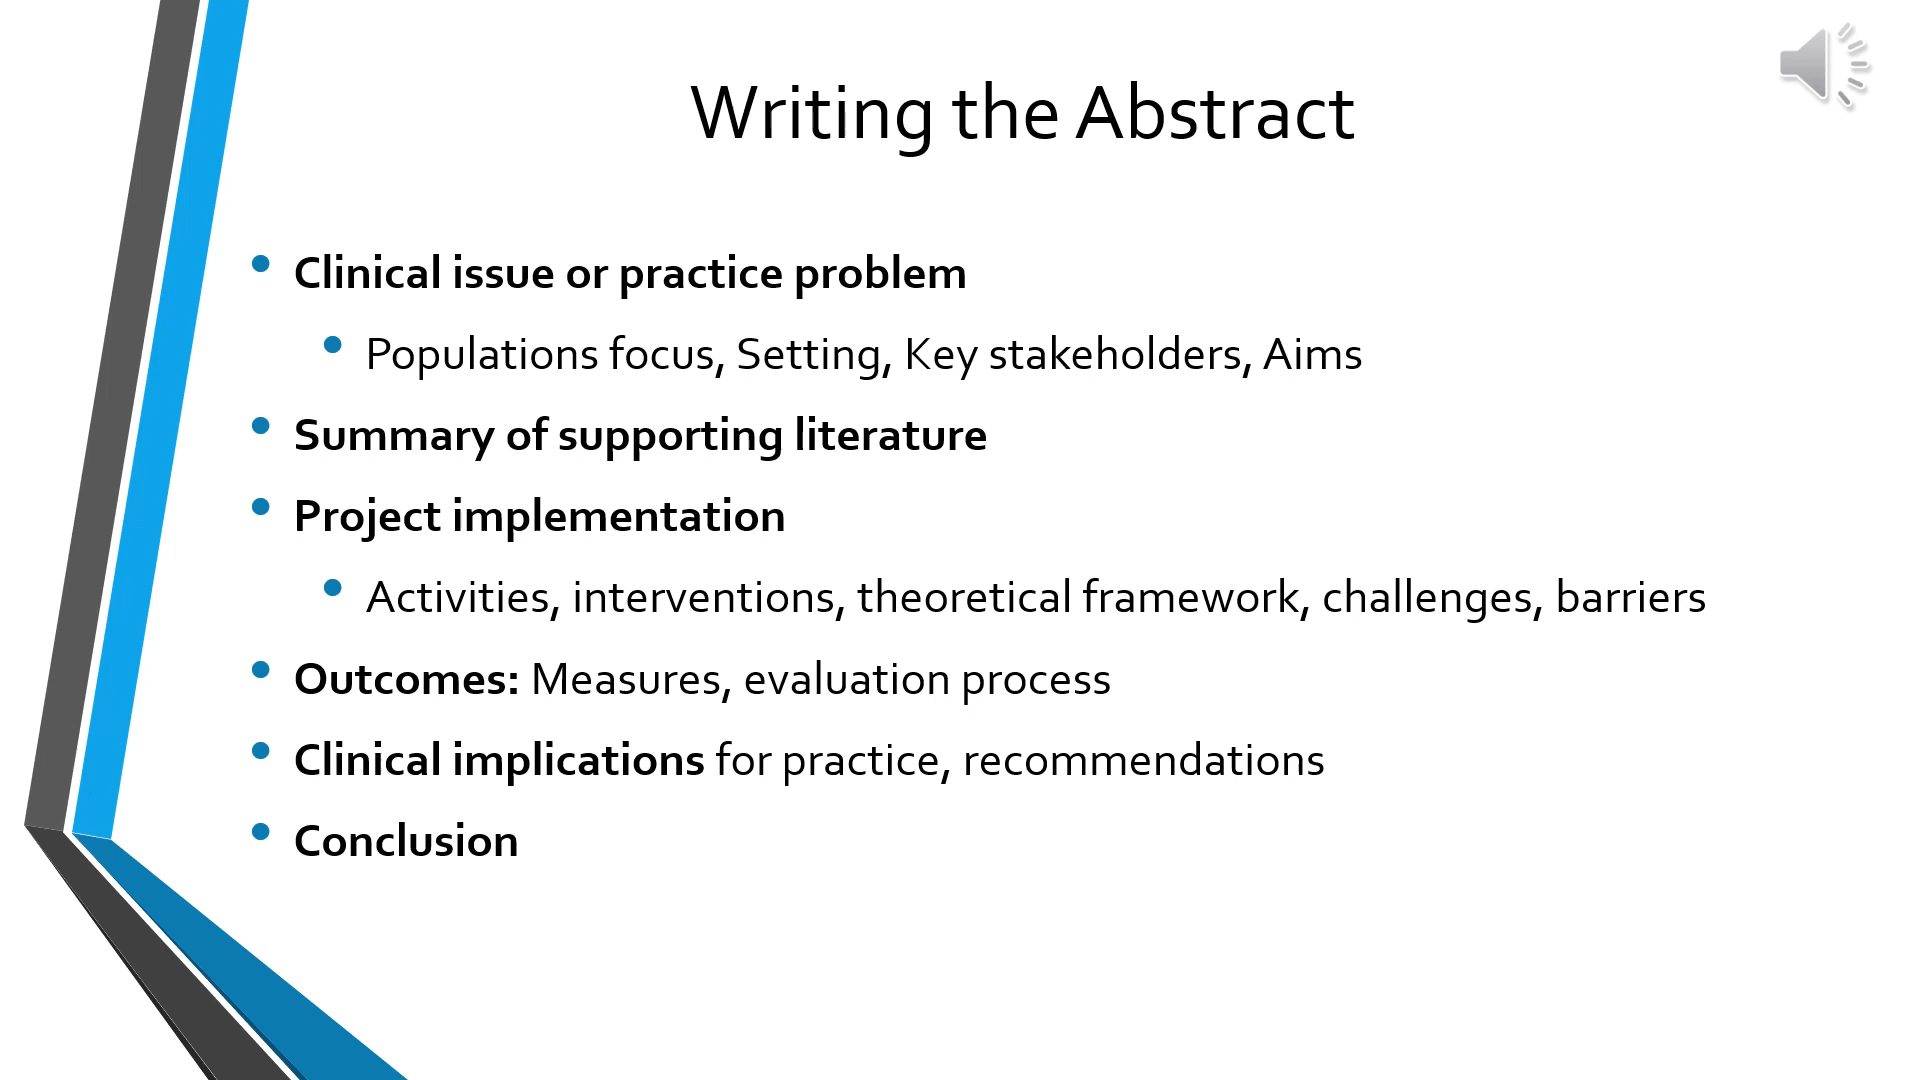 Writing the Abstract
• Clinical issue or practice problem
• Populations focus, Setting, Key stakeholders, Aims
• Summary of supporting literature
• Project implementation
• Activities, interventions, theoretical framework, challenges, barriers
• Outcomes: Measures, evaluation process
• Clinical implications for practice, recommendations
• Conclusion